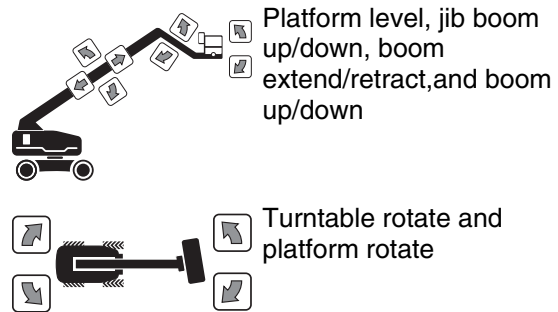 Platform level, jib boom
up/down, boom
extend/retract,and boom
up/down
Turntable rotate and
platform rotate